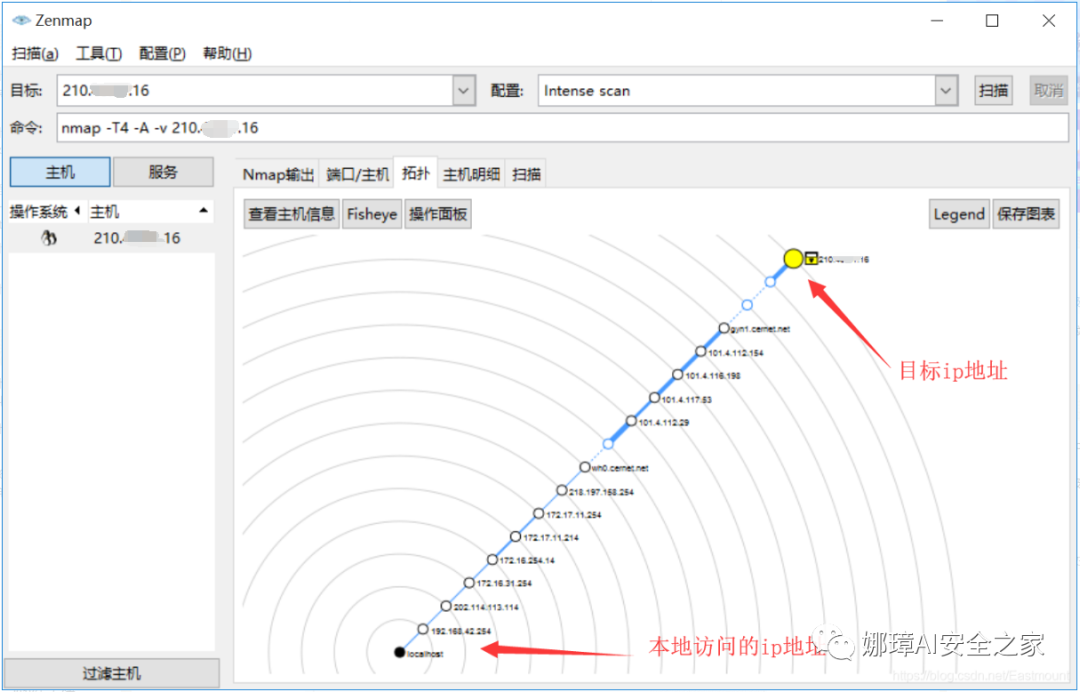 Zenmap
扫描(a) 工具(T) 配置(P) 帮助(H)
目标: 210. .16 配置: Intense scan 扫描 取消
命令: nmap -T4 -A -v 210. .16
主机 服务 Nmap输出 端口/主机 拓扑 主机明细 扫描
操作系统 主机
210. .16
查看主机信息 Fisheye 操作面板 Legend 保存图表
210. .16
gyn1.cernet.net
101.4.112.154
目标ip地址
101.4.116.198
101.4.117.53
101.4.112.29
wh0.cernet.net
218.197.158.254
172.17.11.254
172.17.11.214
172.16.254.14
172.16.31.254
202.114.113.114
192.168.42.254
localhost
本地访问的ip地址
娜璋AI安全之家
过滤主机
https://blog.csdn.net/Eastmount